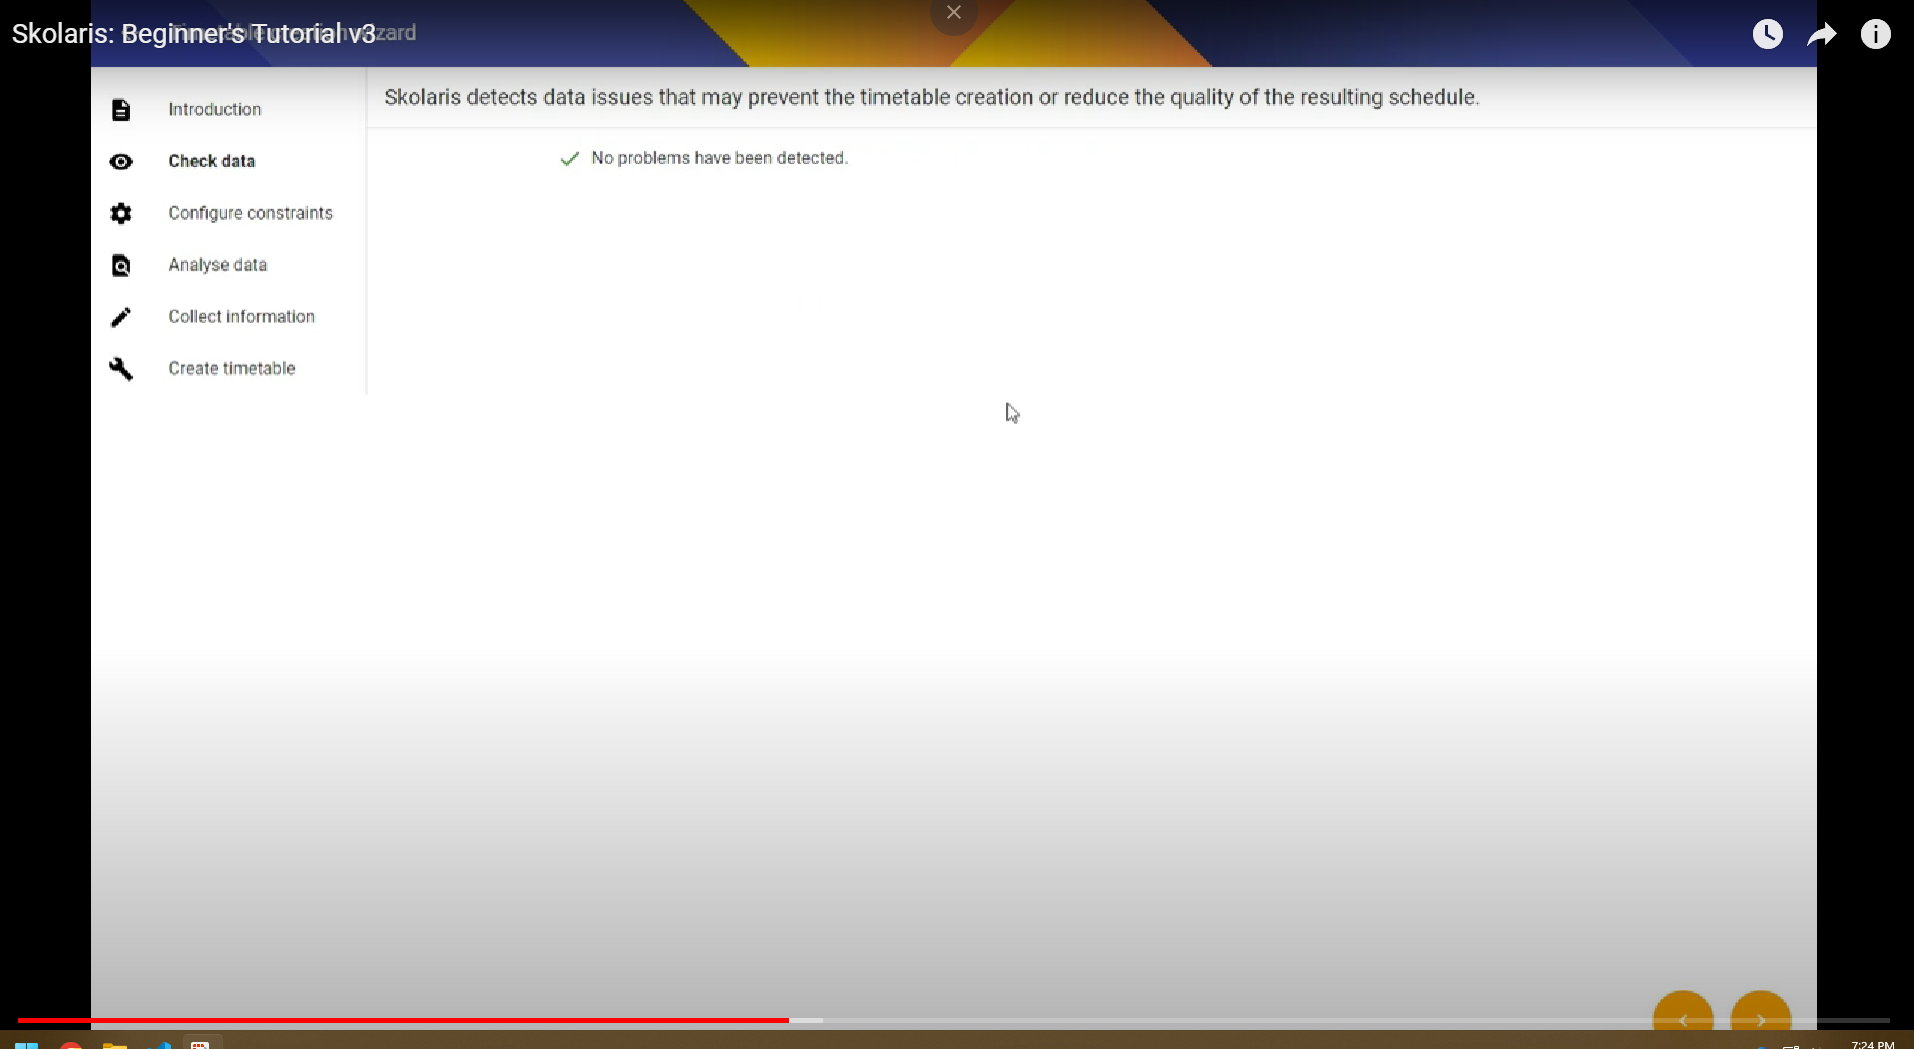 Skolaris: Beginner's Tutorial v3
Introduction
Skolaris detects data issues that may prevent the timetable creation or reduce the quality of the resulting schedule.
Check data
No problems have been detected.
Configure constraints
Analyse data
Collect information
Create timetable
7:24 PM